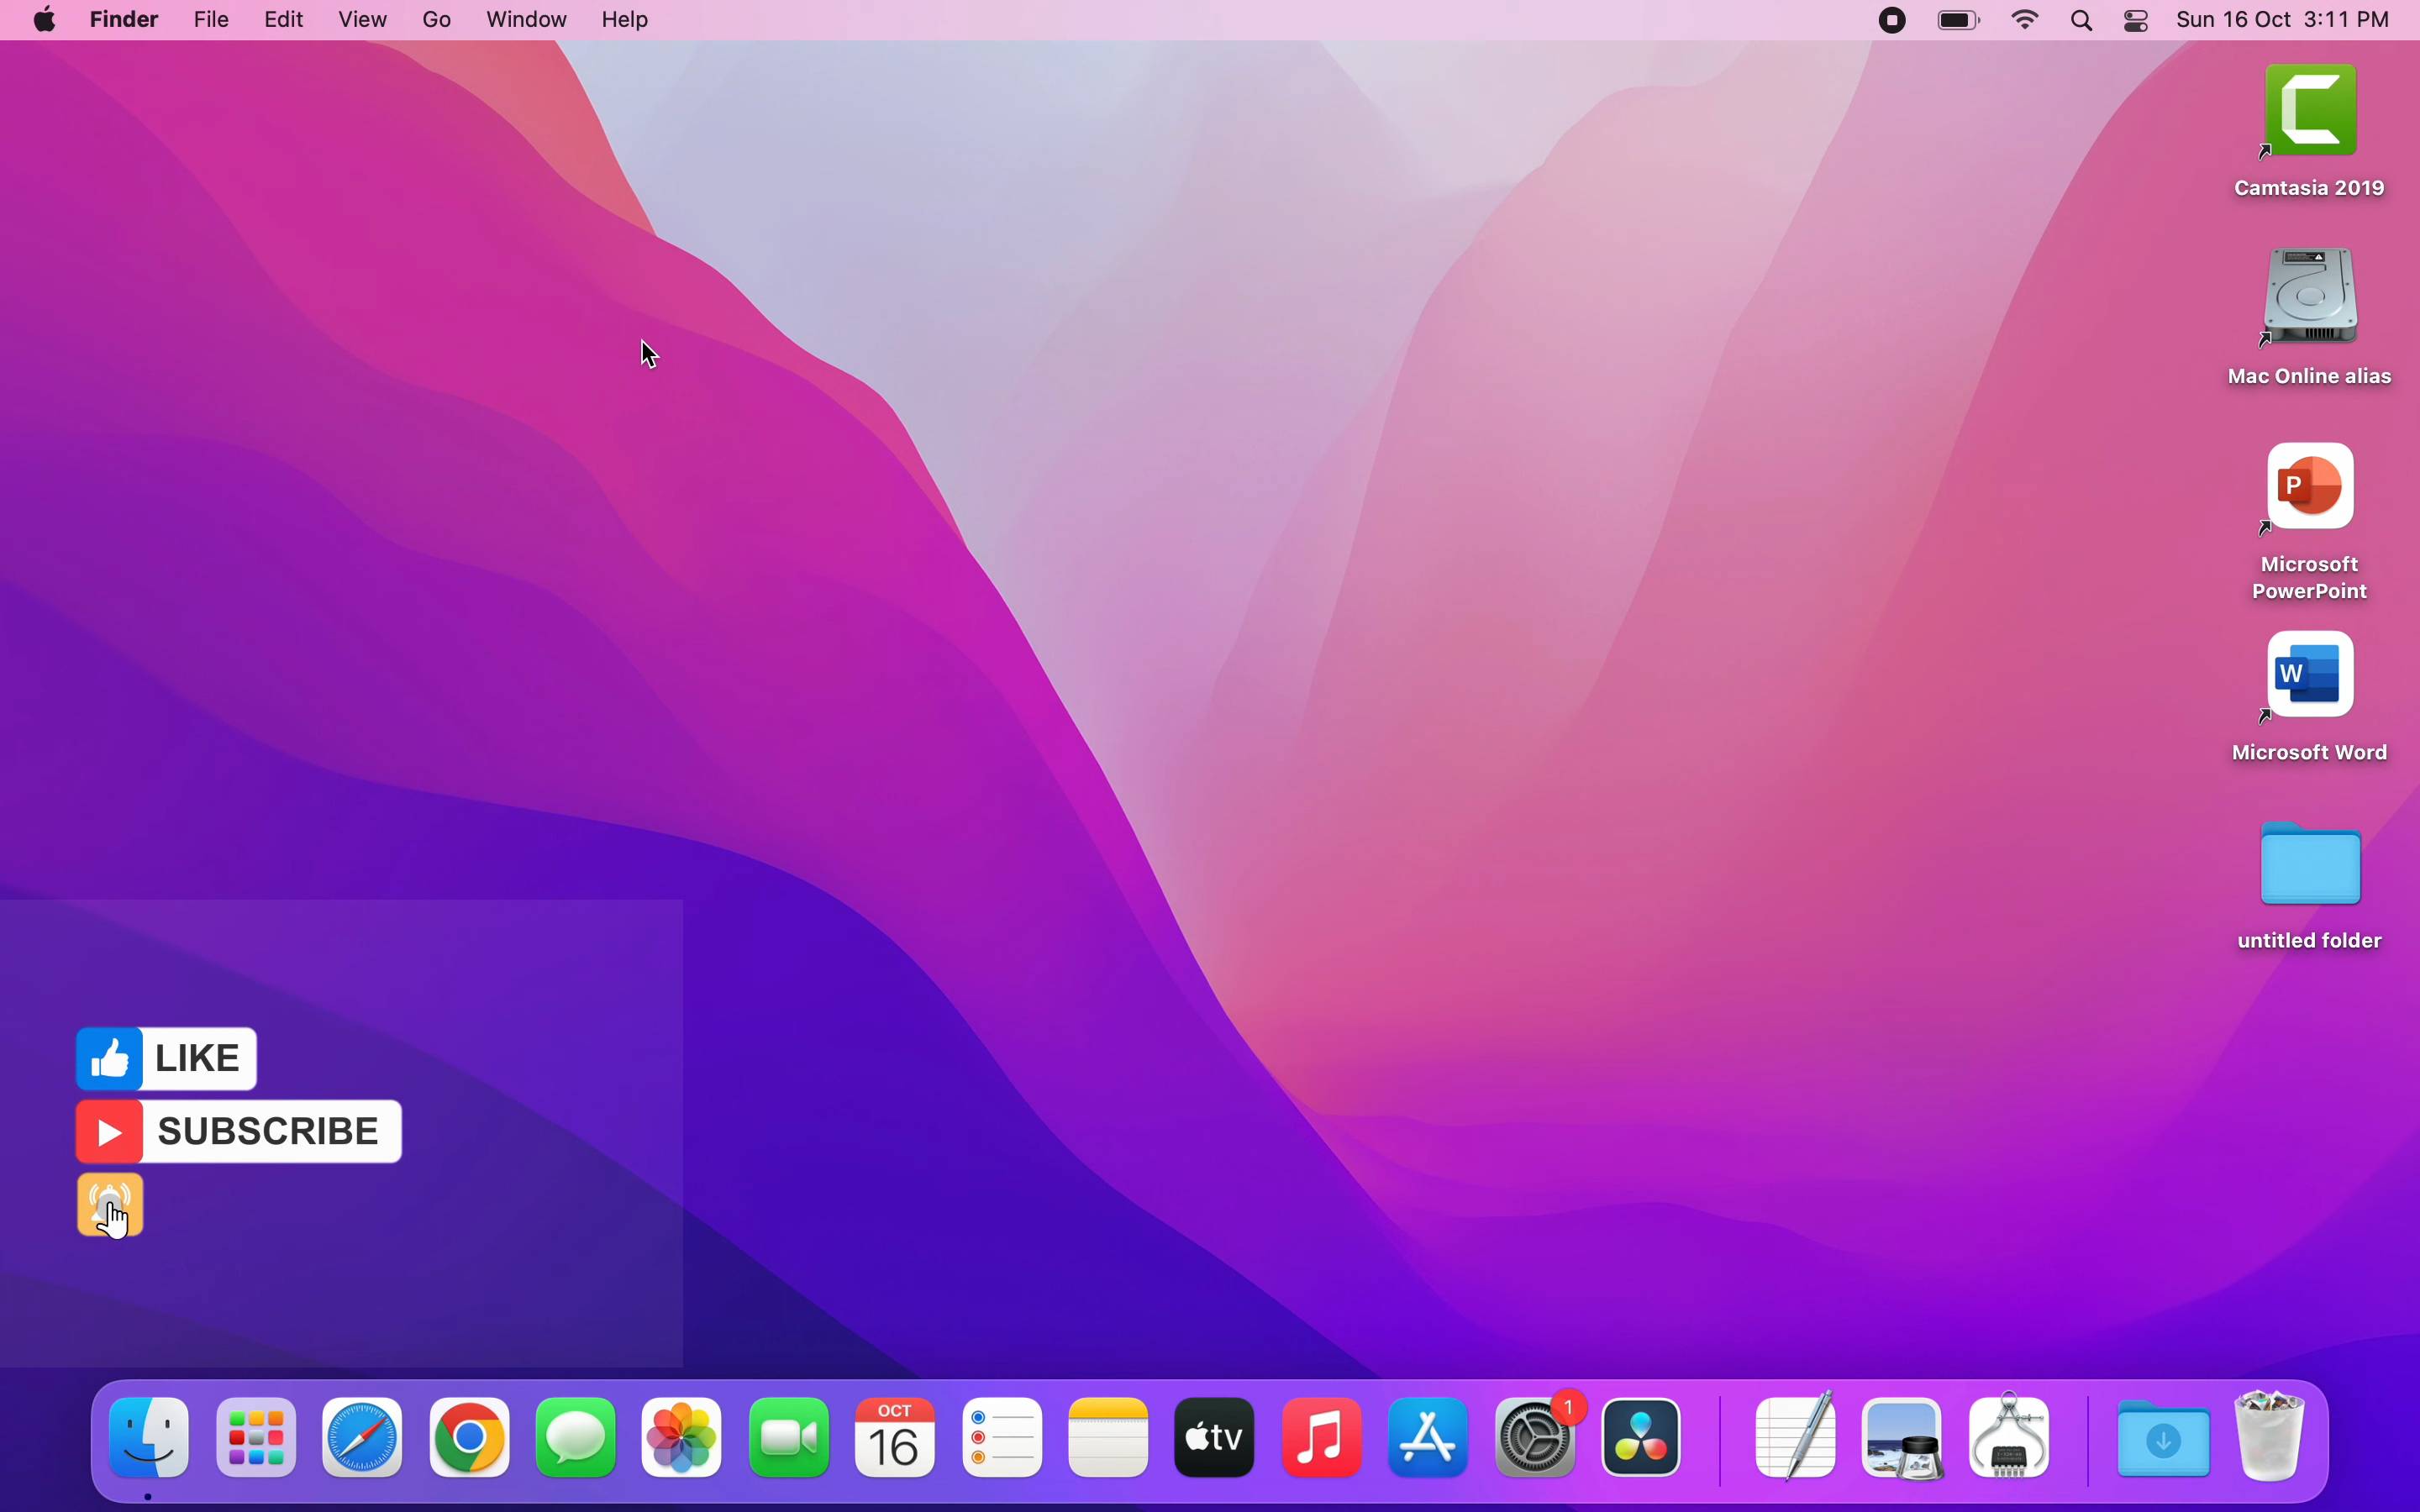 Finder File Edit View Go Window Help Sun 16 Oct 3:11 PM
Camtasia 2019
Mac Online alias
P
Microsoft
PowerPoint
W
Microsoft Word
untitled folder
LIKE
SUBSCRIBE
OCT
16
tv
1